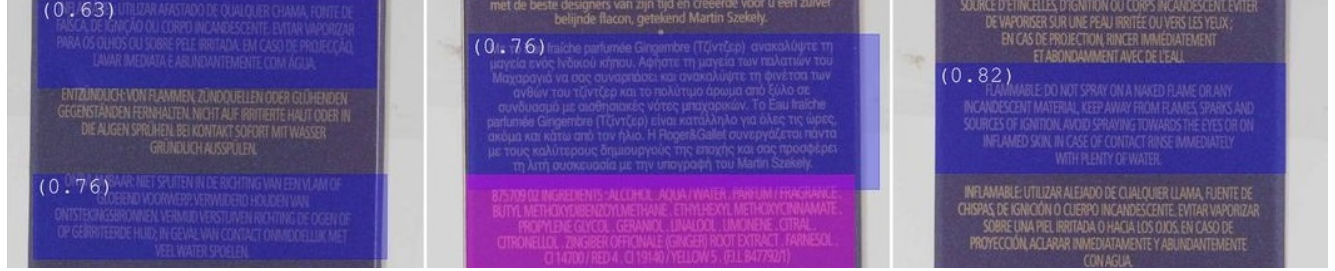 (0.63)
UTILIZAR AFASTADO DE QUALQUER CHAMA, FONTE DE
FAÍSCA, DE IGNIÇÃO OU CORPO INCANDESCENTE. EVITAR VAPORIZAR
PARA OS OLHOS OU SOBRE PELE IRRITADA. EM CASO DE PROJECÇÃO,
LAVAR IMEDIATA E ABUNDANTEMENTE COM ÁGUA.
ENTZÜNDLICH: VON FLAMMEN, ZÜNDQUELLEN ODER GLÜHENDEN
GEGENSTÄNDEN FERNHALTEN. NICHT AUF IRRITIERTE HAUT ODER IN
DIE AUGEN SPRÜHEN. BEI KONTAKT SOFORT MIT WASSER
GRÜNDLICH AUSSPÜLEN.
(0.76)
NIET SPUITEN IN DE RICHTING VAN EEN VLAM OF
GLOEIEND VOORWERP. VERWIJDERD HOUDEN VAN
ONTSTEKINGSBRONNEN. VERMIJD VERSTUIVEN RICHTING DE OGEN OF
OP GEÏRRITEERDE HUID; IN GEVAL VAN CONTACT ONMIDDELLIJK MET
VEEL WATER SPOELEN.
met de beste designers van zijn tijd en creëerde voor u een zuiver
belijnde flacon, getekend Martin Szekely.
(0.76)
fraîche parfumée Gingembre (Τζίντζερ) ανακαλύψτε τη
μαγεία ενός Ινδικού κήπου. Αφήστε τη μαγεία των παλατιών του
Μαχαραγιά να σας συναρπάσει και ανακαλύψτε τη φινέτσα των
ανθών του τζίντζερ και το πολύτιμο άρωμα από ξύλο σε
συνδυασμό με αισθησιακές νότες μπαχαρικών. Το Eau fraîche
parfumée Gingembre (Τζίντζερ) είναι κατάλληλο για όλες τις ώρες,
ακόμα και κάτω από τον ήλιο. Η Roger&Gallet συνεργάζεται πάντα
με τους καλύτερους δημιουργούς της εποχής και σας προσφέρει
τη λιτή συσκευασία με την υπογραφή του Martin Szekely.
875709 02 INGREDIENTS : ALCOHOL . AQUA / WATER . PARFUM / FRAGRANCE .
BUTYL METHOXYDIBENZOYLMETHANE . ETHYLHEXYL METHOXYCINNAMATE .
PROPYLENE GLYCOL . GERANIOL . LINALOOL . LIMONENE . CITRAL .
CITRONELLOL . ZINGIBER OFFICINALE (GINGER) ROOT EXTRACT . FARNESOL .
CI 14700 / RED 4 . CI 19140 / YELLOW 5 . (F.I.L. B47792/1)
SOURCE D'ÉTINCELLES, D'IGNITION OU CORPS INCANDESCENT. EVITER
DE VAPORISER SUR UNE PEAU IRRITÉE OU VERS LES YEUX ;
EN CAS DE PROJECTION, RINCER IMMÉDIATEMENT
ET ABONDAMMENT AVEC DE L'EAU.
(0.82)
FLAMMABLE: DO NOT SPRAY ON A NAKED FLAME OR ANY
INCANDESCENT MATERIAL, KEEP AWAY FROM FLAMES, SPARKS AND
SOURCES OF IGNITION. AVOID SPRAYING TOWARDS THE EYES OR ON
INFLAMED SKIN. IN CASE OF CONTACT RINSE IMMEDIATELY
WITH PLENTY OF WATER.
INFLAMABLE: UTILIZAR ALEJADO DE CUALQUIER LLAMA, FUENTE DE
CHISPAS, DE IGNICIÓN O CUERPO INCANDESCENTE. EVITAR VAPORIZAR
SOBRE UNA PIEL IRRITADA O HACIA LOS OJOS. EN CASO DE
PROYECCIÓN, ACLARAR INMEDIATAMENTE Y ABUNDANTEMENTE
CON AGUA.